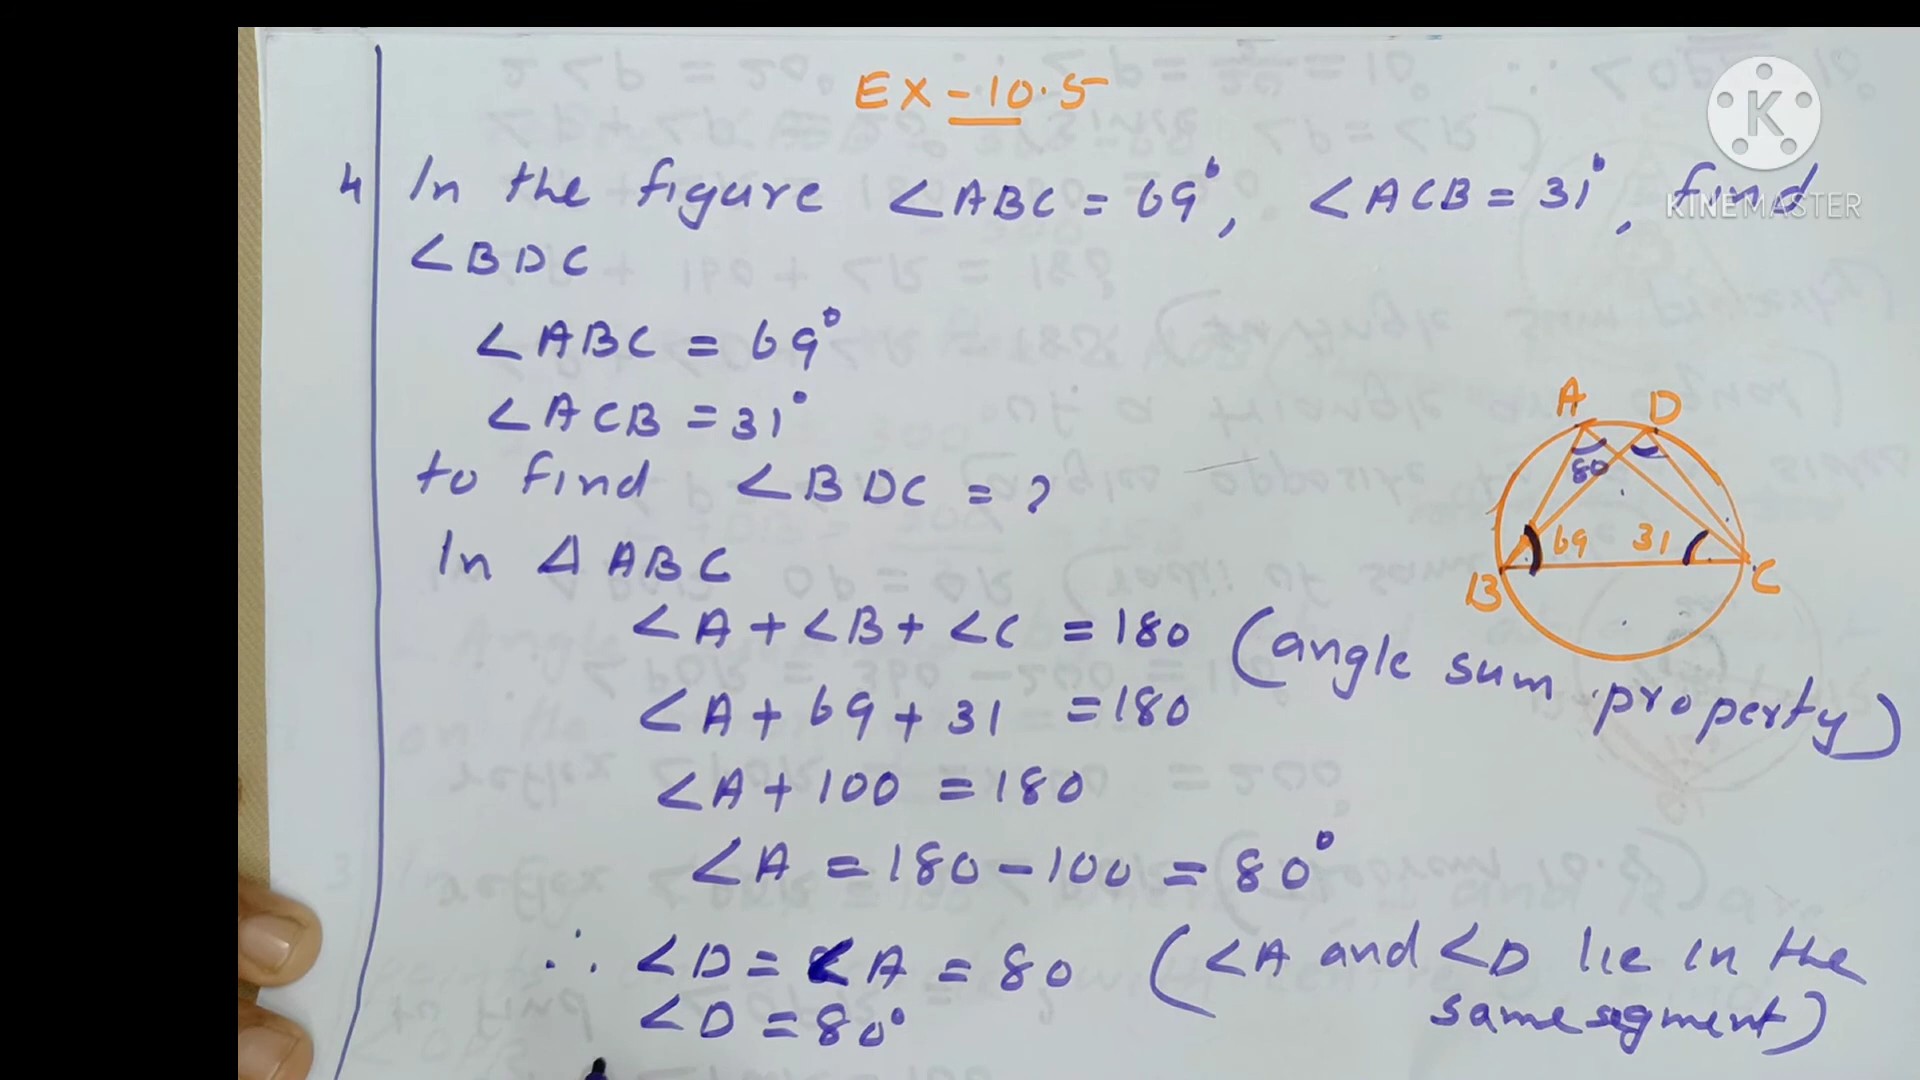 EX-10.5
4 In the figure ∠ABC = 69°, ∠ACB = 31°, find
∠BDC
∠ABC = 69°
∠ACB = 31°
to find ∠BDC = ?
In Δ ABC
∠A + ∠B + ∠C = 180 (angle sum property)
∠A + 69 + 31 = 180
∠A + 100 = 180
∠A = 180 - 100 = 80°
∴ ∠D = ∠A = 80 (∠A and ∠D lie in the
same segment)
∠D = 80°
A D
80
69 31
B C
K
KINEMASTER